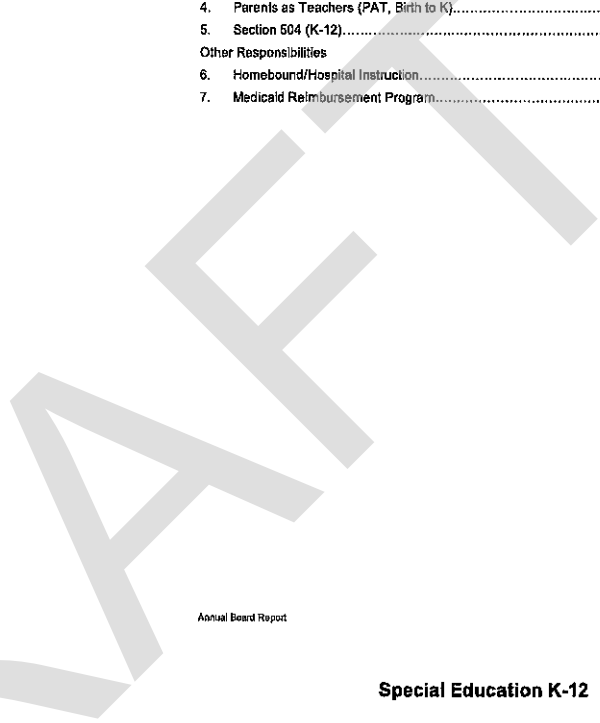 4. Parents as Teachers (PAT, Birth to K)..............................
5. Section 504 (K-12)......................................................
Other Responsibilities
6. Homebound/Hospital Instruction.....................................
7. Medicaid Reimbursement Program..................................
AFT
Annual Board Report
Special Education K-12